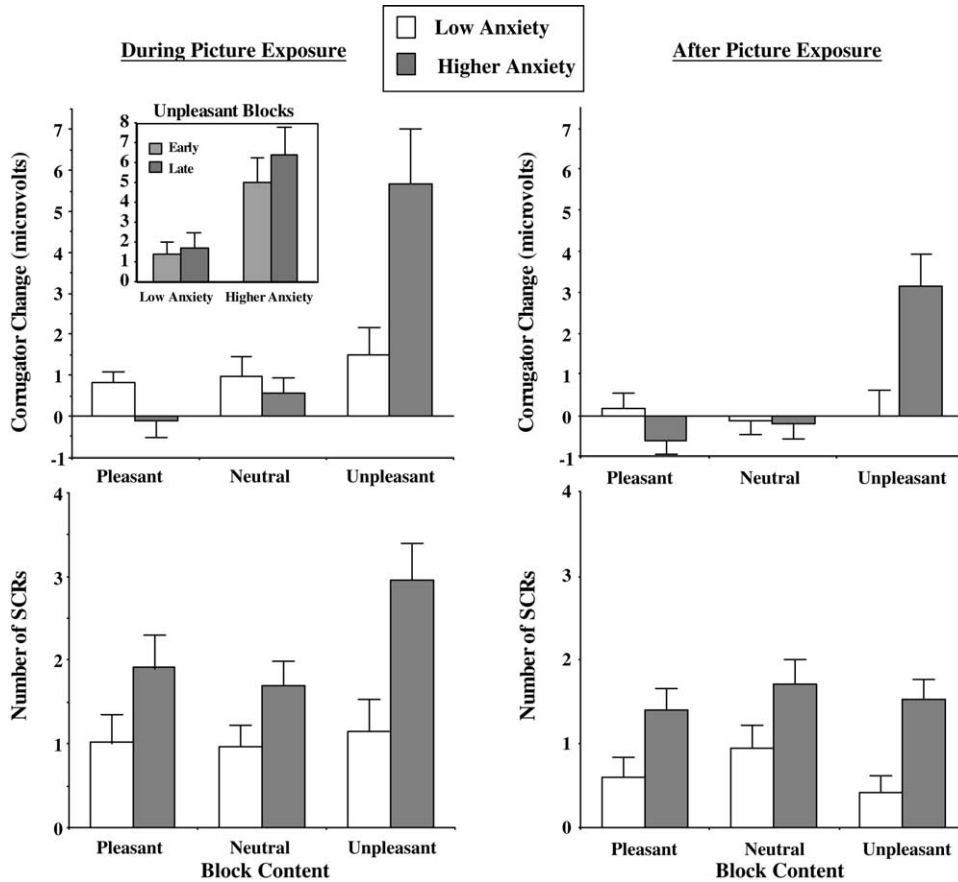 Low Anxiety
Higher Anxiety
During Picture Exposure
After Picture Exposure
Corrugator Change (microvolts)
7
6
5
4
3
2
1
0
-1
Unpleasant Blocks
8
7
6
5
4
3
2
1
0
Early
Late
Low Anxiety Higher Anxiety
Pleasant Neutral Unpleasant
Corrugator Change (microvolts)
7
6
5
4
3
2
1
0
-1
Pleasant Neutral Unpleasant
Number of SCRs
4
3
2
1
0
Pleasant Neutral Unpleasant
Block Content
Number of SCRs
4
3
2
1
0
Pleasant Neutral Unpleasant
Block Content